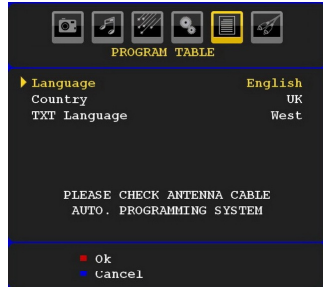 PROGRAM TABLE
Language English
Country UK
TXT Language West
PLEASE CHECK ANTENNA CABLE
AUTO. PROGRAMMING SYSTEM
Ok
Cancel